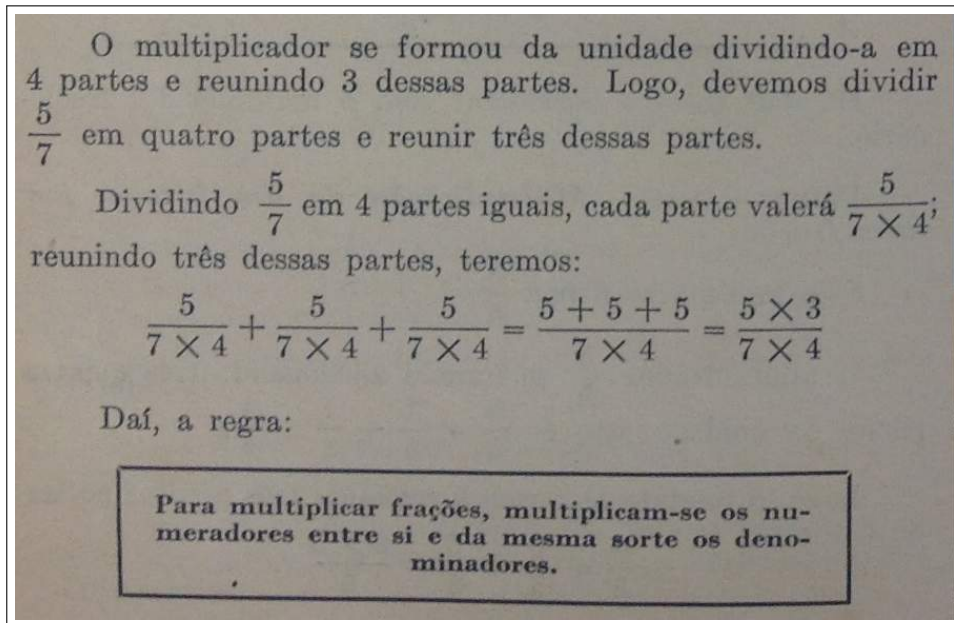 O multiplicador se formou da unidade dividindo-a em
4 partes e reunindo 3 dessas partes. Logo, devemos dividir
5/7 em quatro partes e reunir três dessas partes.
Dividindo 5/7 em 4 partes iguais, cada parte valerá 5/(7 × 4);
reunindo três dessas partes, teremos:
5/(7 × 4) + 5/(7 × 4) + 5/(7 × 4) = (5 + 5 + 5)/(7 × 4) = (5 × 3)/(7 × 4)
Daí, a regra:
Para multiplicar frações, multiplicam-se os nu-
meradores entre si e da mesma sorte os deno-
minadores.